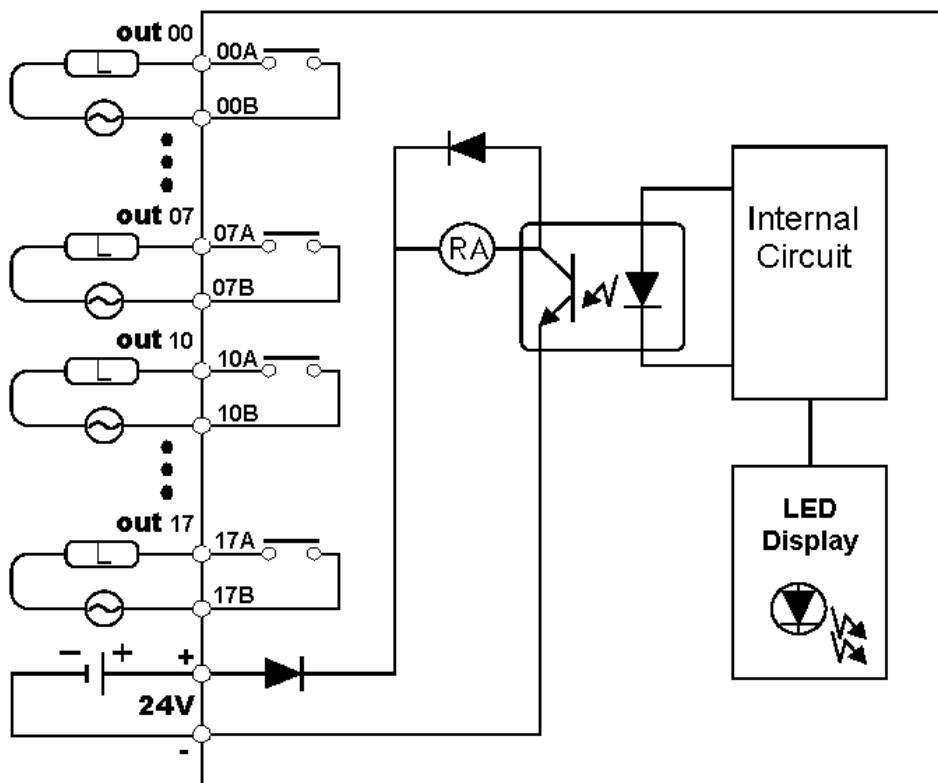 out 00
L
00A
00B
out 07
L
07A
07B
out 10
L
10A
10B
out 17
L
17A
17B
− + +
24V
-
RA
Internal
Circuit
LED
Display